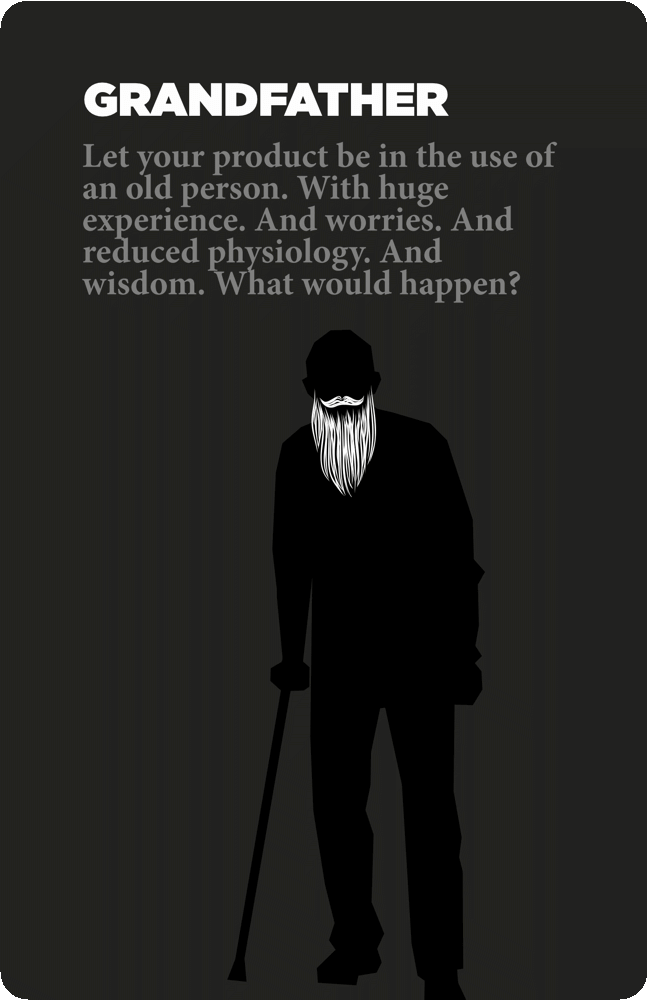 GRANDFATHER
Let your product be in the use of
an old person. With huge
experience. And worries. And
reduced physiology. And
wisdom. What would happen?